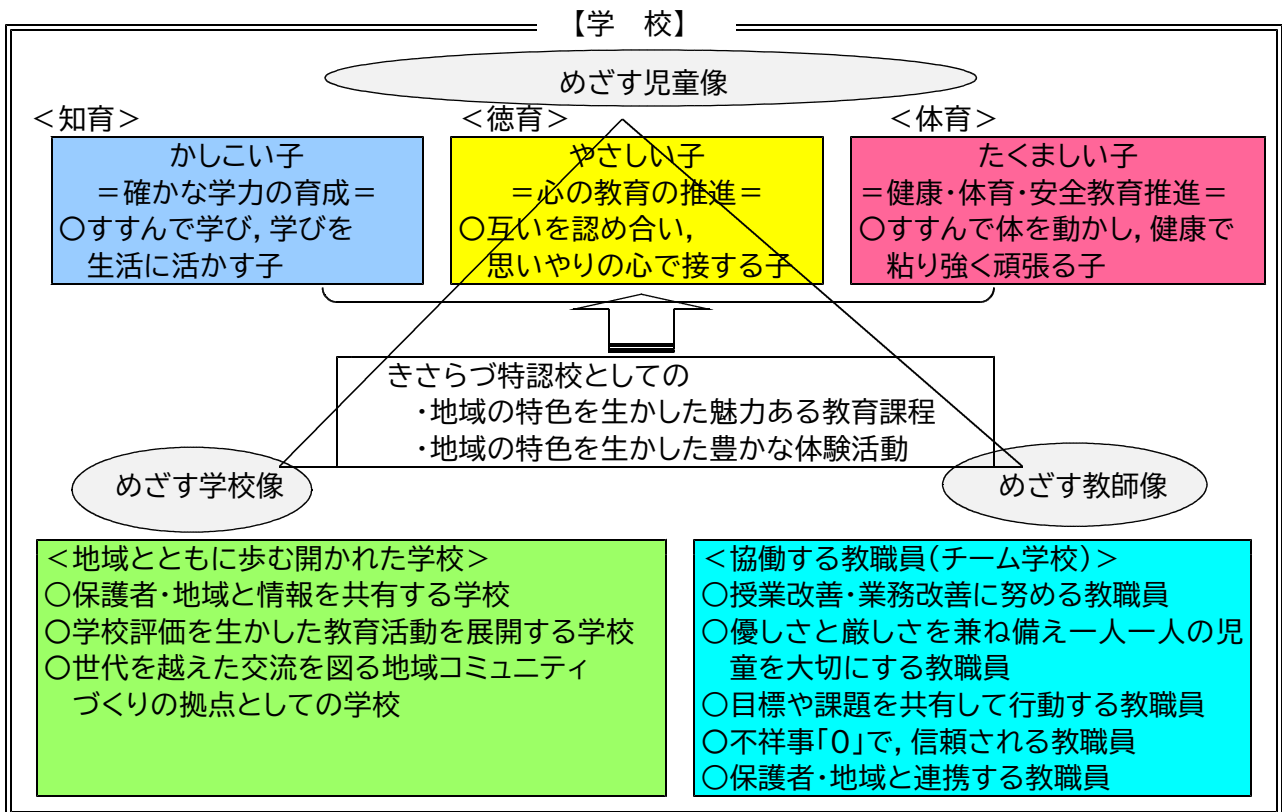 【学　校】
めざす児童像
＜知育＞
かしこい子
＝確かな学力の育成＝
○すすんで学び，学びを
生活に活かす子
＜徳育＞
やさしい子
＝心の教育の推進＝
○互いを認め合い，
思いやりの心で接する子
＜体育＞
たくましい子
＝健康・体育・安全教育推進＝
○すすんで体を動かし，健康で
粘り強く頑張る子
きさらづ特認校としての
・地域の特色を生かした魅力ある教育課程
・地域の特色を生かした豊かな体験活動
めざす学校像
めざす教師像
＜地域とともに歩む開かれた学校＞
○保護者・地域と情報を共有する学校
○学校評価を生かした教育活動を展開する学校
○世代を越えた交流を図る地域コミュニティ
づくりの拠点としての学校
＜協働する教職員（チーム学校）＞
○授業改善・業務改善に努める教職員
○優しさと厳しさを兼ね備え一人一人の児
童を大切にする教職員
○目標や課題を共有して行動する教職員
○不祥事「０」で，信頼される教職員
○保護者・地域と連携する教職員